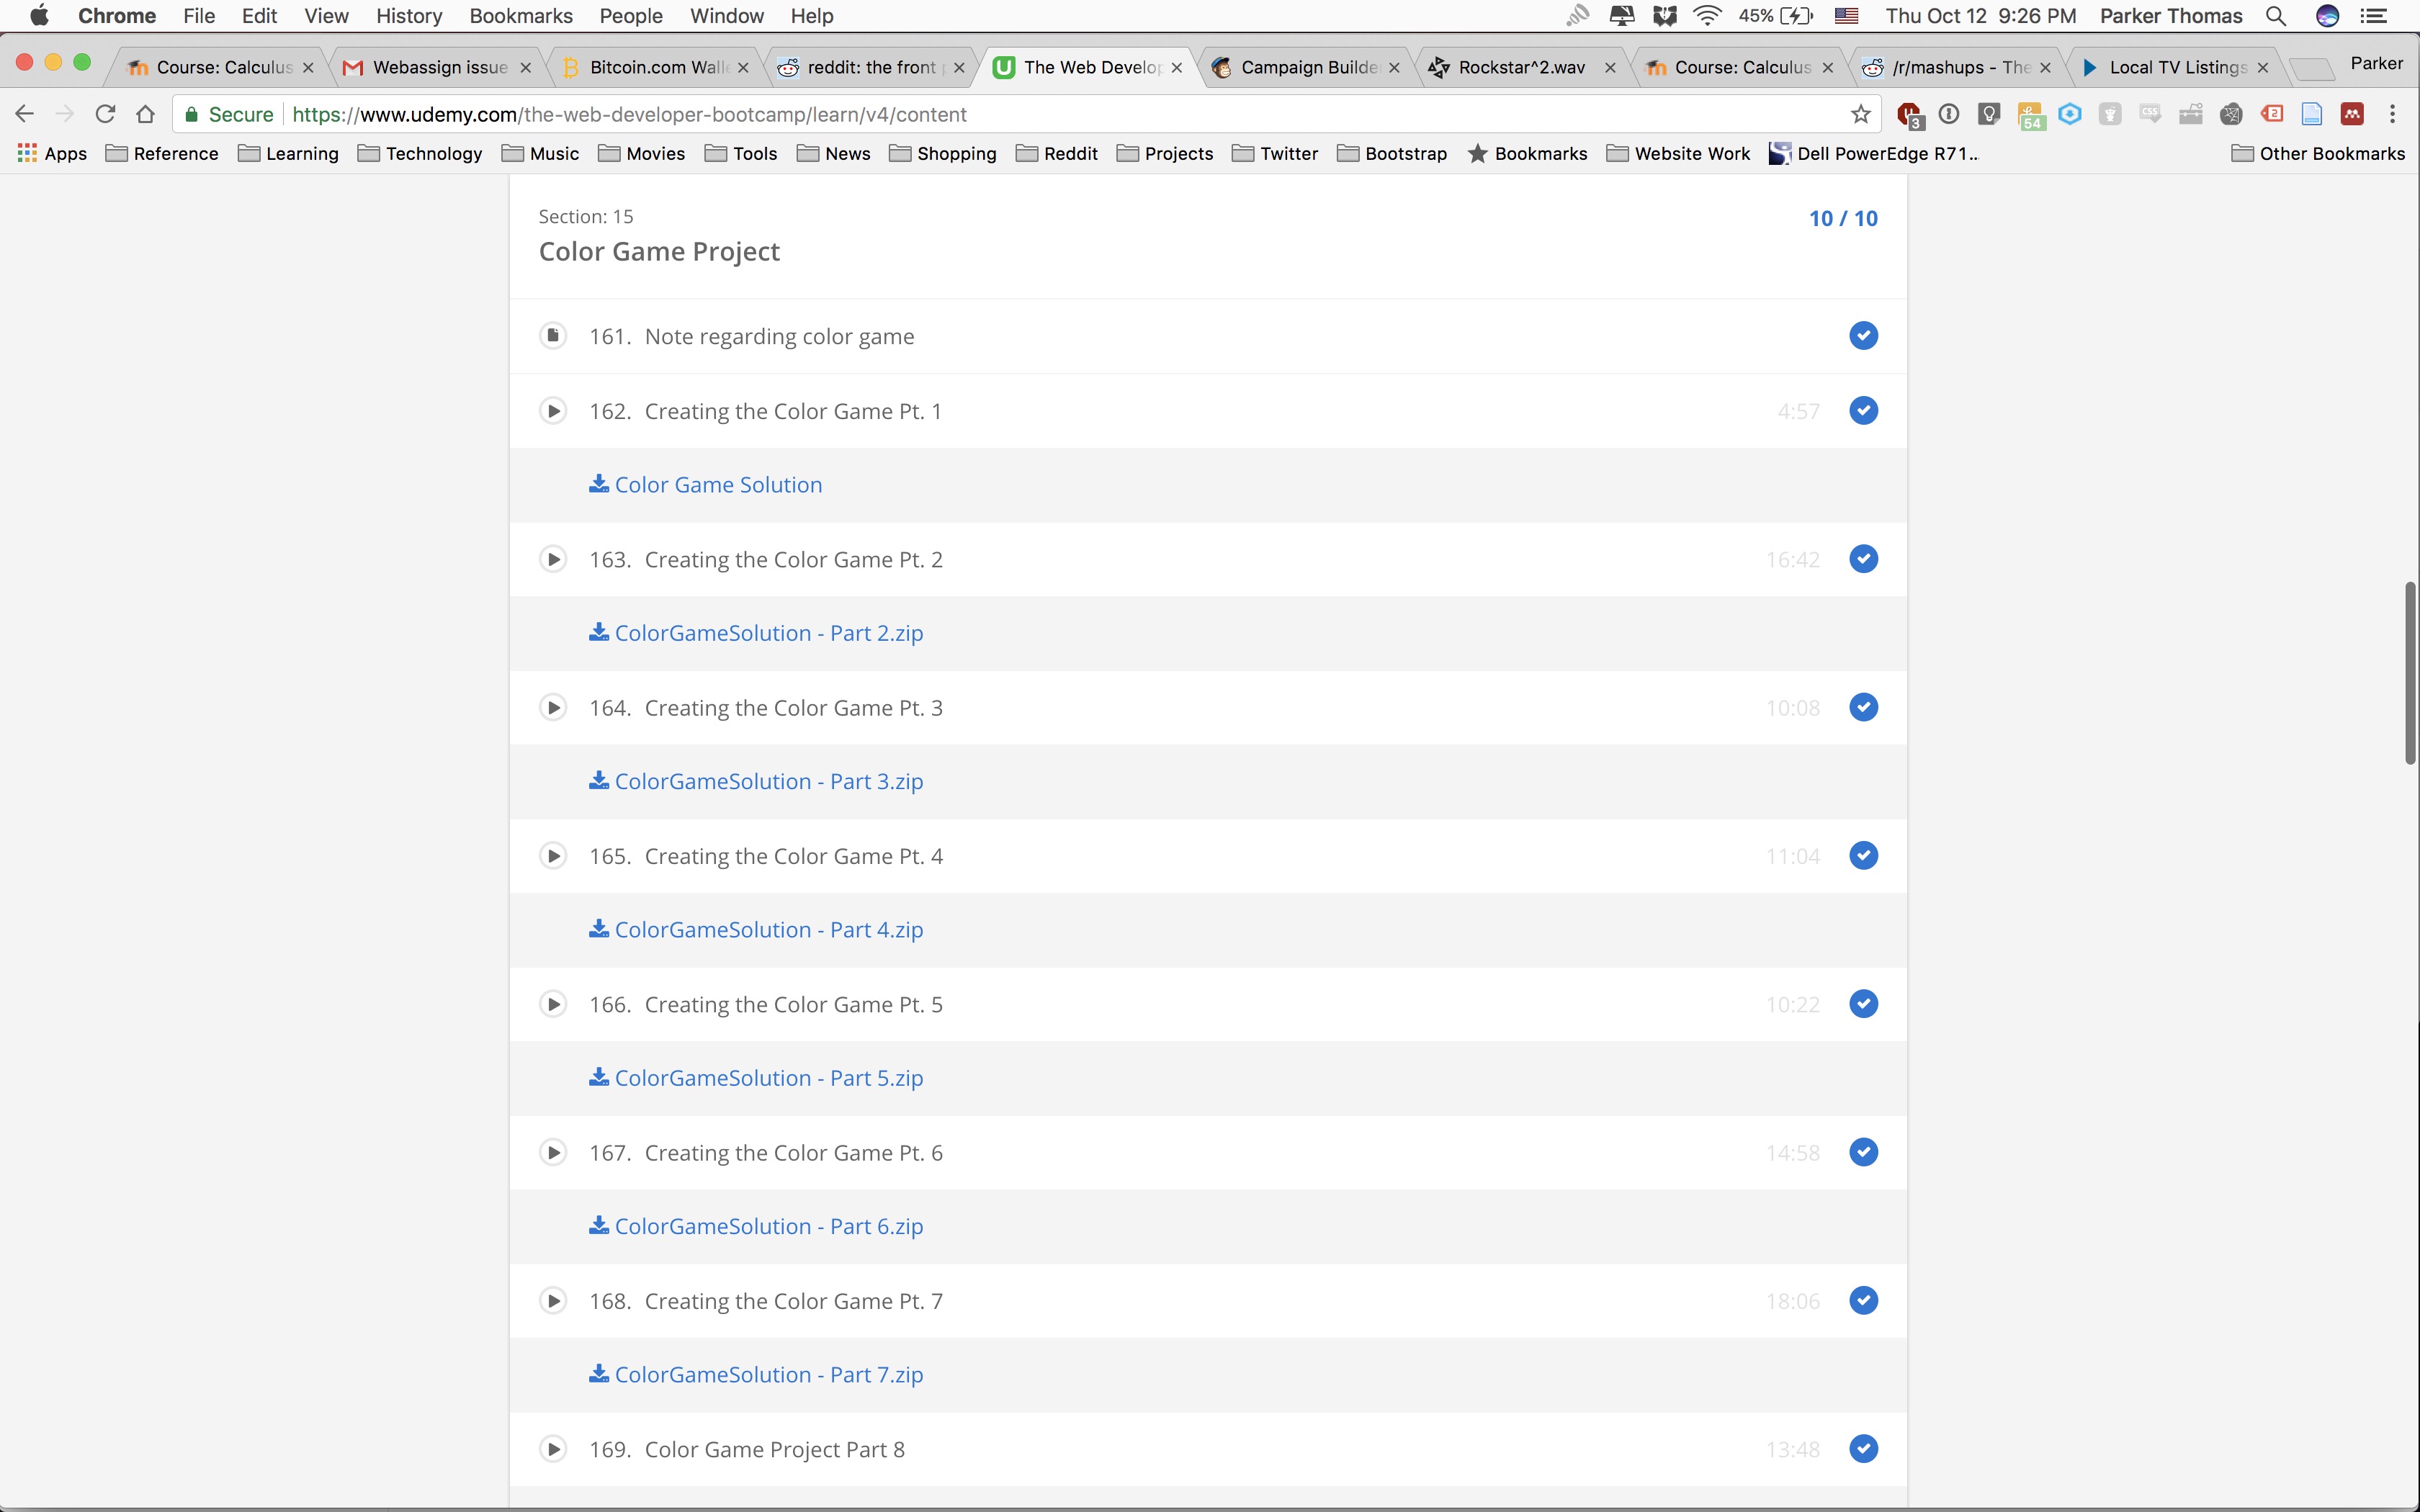 Chrome File Edit View History Bookmarks People Window Help 45% Thu Oct 12 9:26 PM Parker Thomas
Course: Calculus Webassign issue Bitcoin.com Walle reddit: the front p The Web Develop Campaign Builde Rockstar^2.wav Course: Calculus /r/mashups - The Local TV Listings Parker
Secure https://www.udemy.com/the-web-developer-bootcamp/learn/v4/content 3 54 2
Apps Reference Learning Technology Music Movies Tools News Shopping Reddit Projects Twitter Bootstrap Bookmarks Website Work Dell PowerEdge R71... Other Bookmarks
Section: 15 10 / 10
Color Game Project
161. Note regarding color game
162. Creating the Color Game Pt. 1 4:57
Color Game Solution
163. Creating the Color Game Pt. 2 16:42
ColorGameSolution - Part 2.zip
164. Creating the Color Game Pt. 3 10:08
ColorGameSolution - Part 3.zip
165. Creating the Color Game Pt. 4 11:04
ColorGameSolution - Part 4.zip
166. Creating the Color Game Pt. 5 10:22
ColorGameSolution - Part 5.zip
167. Creating the Color Game Pt. 6 14:58
ColorGameSolution - Part 6.zip
168. Creating the Color Game Pt. 7 18:06
ColorGameSolution - Part 7.zip
169. Color Game Project Part 8 13:48